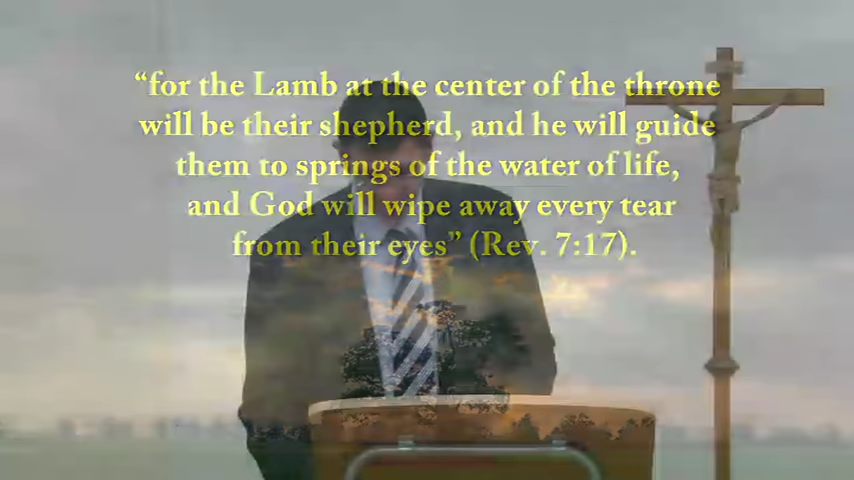 “for the Lamb at the center of the throne
will be their shepherd, and he will guide
them to springs of the water of life,
and God will wipe away every tear
from their eyes” (Rev. 7:17).